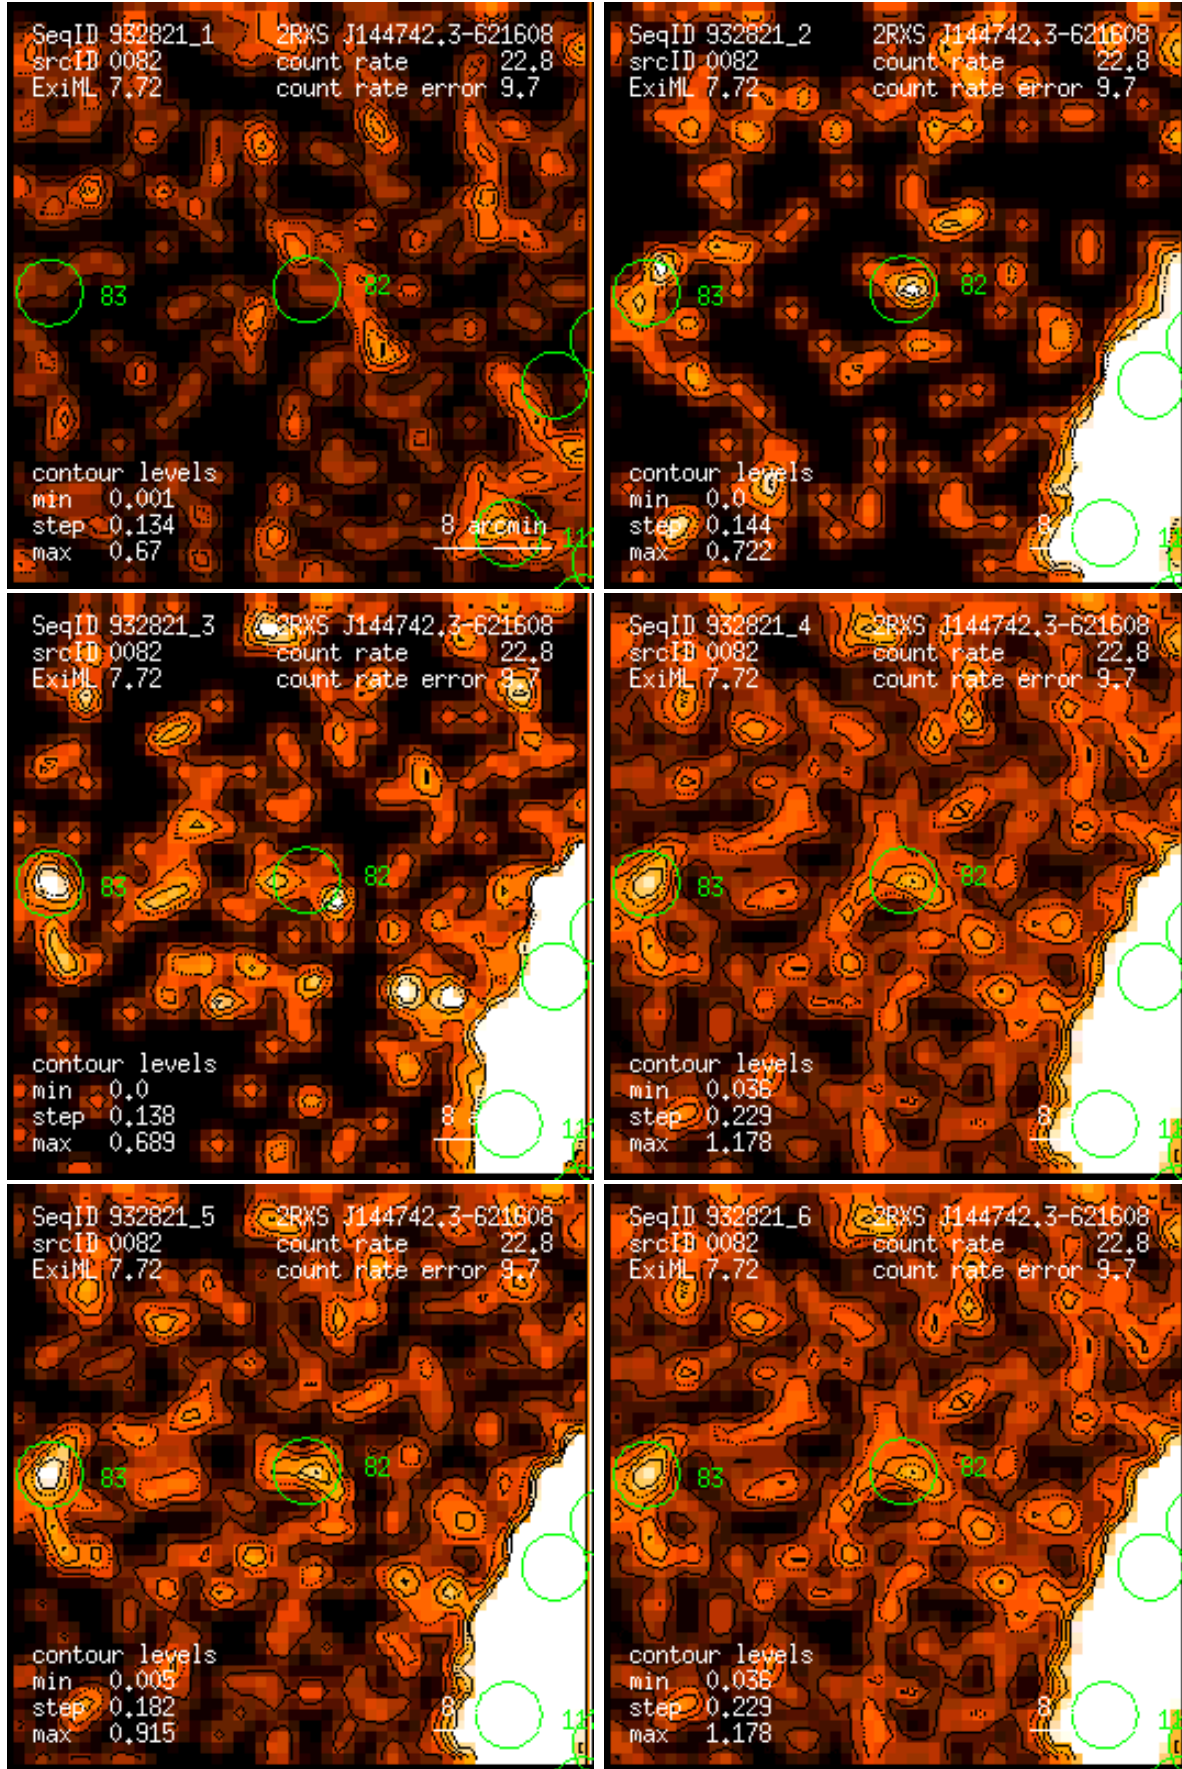 SeqID 932821_1 2RXS J144742.3-621608
srcID 0082 count rate 22.8
ExiML 7.72 count rate error 9.7
83 82
contour levels
min 0.001
step 0.134 8 arcmin
max 0.67
SeqID 932821_2 2RXS J144742.3-621608
srcID 0082 count rate 22.8
ExiML 7.72 count rate error 9.7
83 82
contour levels
min 0.0
step 0.144 8
max 0.722
SeqID 932821_3 2RXS J144742.3-621608
srcID 0082 count rate 22.8
ExiML 7.72 count rate error 9.7
83 82
contour levels
min 0.0
step 0.138 8
max 0.689
SeqID 932821_4 2RXS J144742.3-621608
srcID 0082 count rate 22.8
ExiML 7.72 count rate error 9.7
83 82
contour levels
min 0.036
step 0.229 8
max 1.178
SeqID 932821_5 2RXS J144742.3-621608
srcID 0082 count rate 22.8
ExiML 7.72 count rate error 9.7
83 82
contour levels
min 0.005
step 0.182 8
max 0.915
SeqID 932821_6 2RXS J144742.3-621608
srcID 0082 count rate 22.8
ExiML 7.72 count rate error 9.7
83 82
contour levels
min 0.036
step 0.229 8
max 1.178